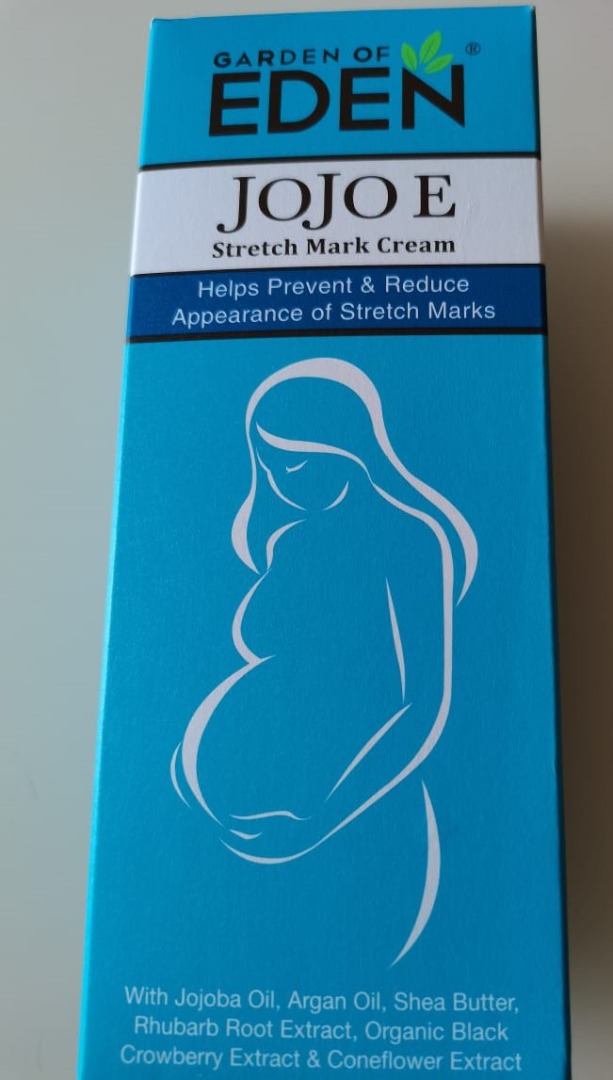 GARDEN OF
EDEN ®
JOJO E
Stretch Mark Cream
Helps Prevent & Reduce
Appearance of Stretch Marks
With Jojoba Oil, Argan Oil, Shea Butter,
Rhubarb Root Extract, Organic Black
Crowberry Extract & Coneflower Extract